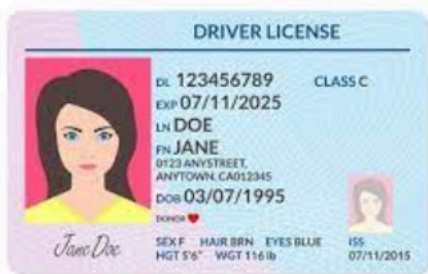 DRIVER LICENSE
DL 123456789 CLASS C
EXP 07/11/2025
LN DOE
FN JANE
0123 ANYSTREET,
ANYTOWN, CA012345
DOB 03/07/1995
DONOR
Jane Doe
SEX F HAIR BRN EYES BLUE ISS
HGT 5'6" WGT 116 lb 07/11/2015